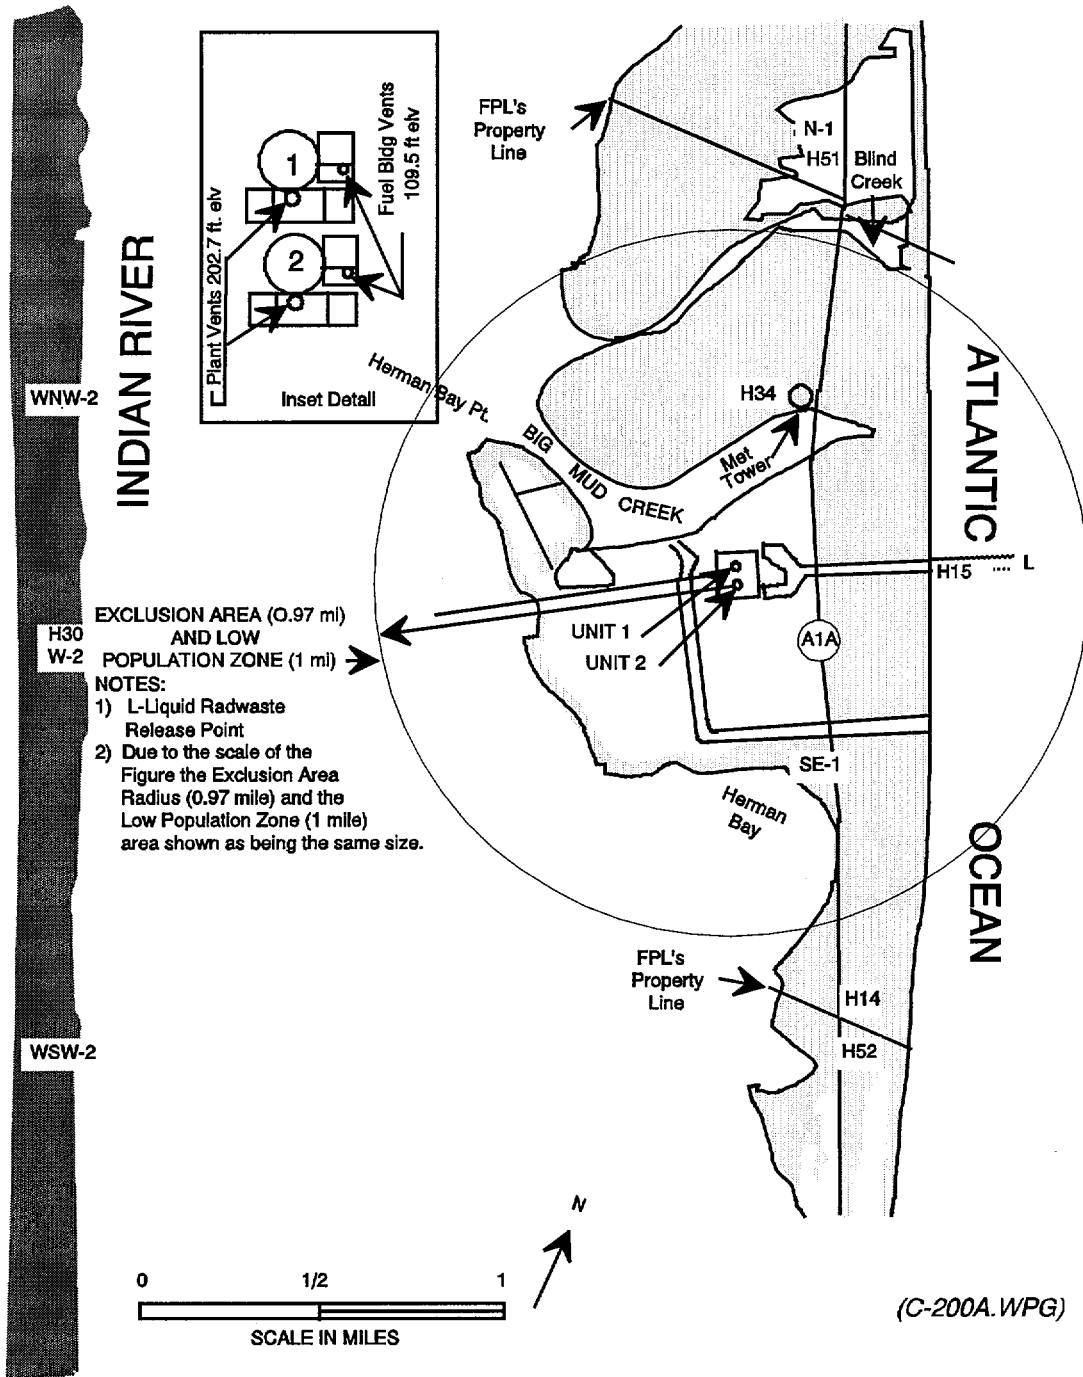 Plant Vents 202.7 ft. elv
1
2
Fuel Bldg Vents
109.5 ft elv
Inset Detail
FPL's
Property
Line
N-1
H51
Blind
Creek
INDIAN RIVER
WNW-2
Herman Bay Pt.
BIG MUD CREEK
H34
Met
Tower
ATLANTIC
H15
L
EXCLUSION AREA (0.97 mi)
AND LOW
POPULATION ZONE (1 mi)
H30
W-2
UNIT 1
UNIT 2
A1A
NOTES:
1) L-Liquid Radwaste
Release Point
2) Due to the scale of the
Figure the Exclusion Area
Radius (0.97 mile) and the
Low Population Zone (1 mile)
area shown as being the same size.
SE-1
Herman
Bay
OCEAN
FPL's
Property
Line
H14
H52
WSW-2
N
0 1/2 1
SCALE IN MILES
(C-200A.WPG)